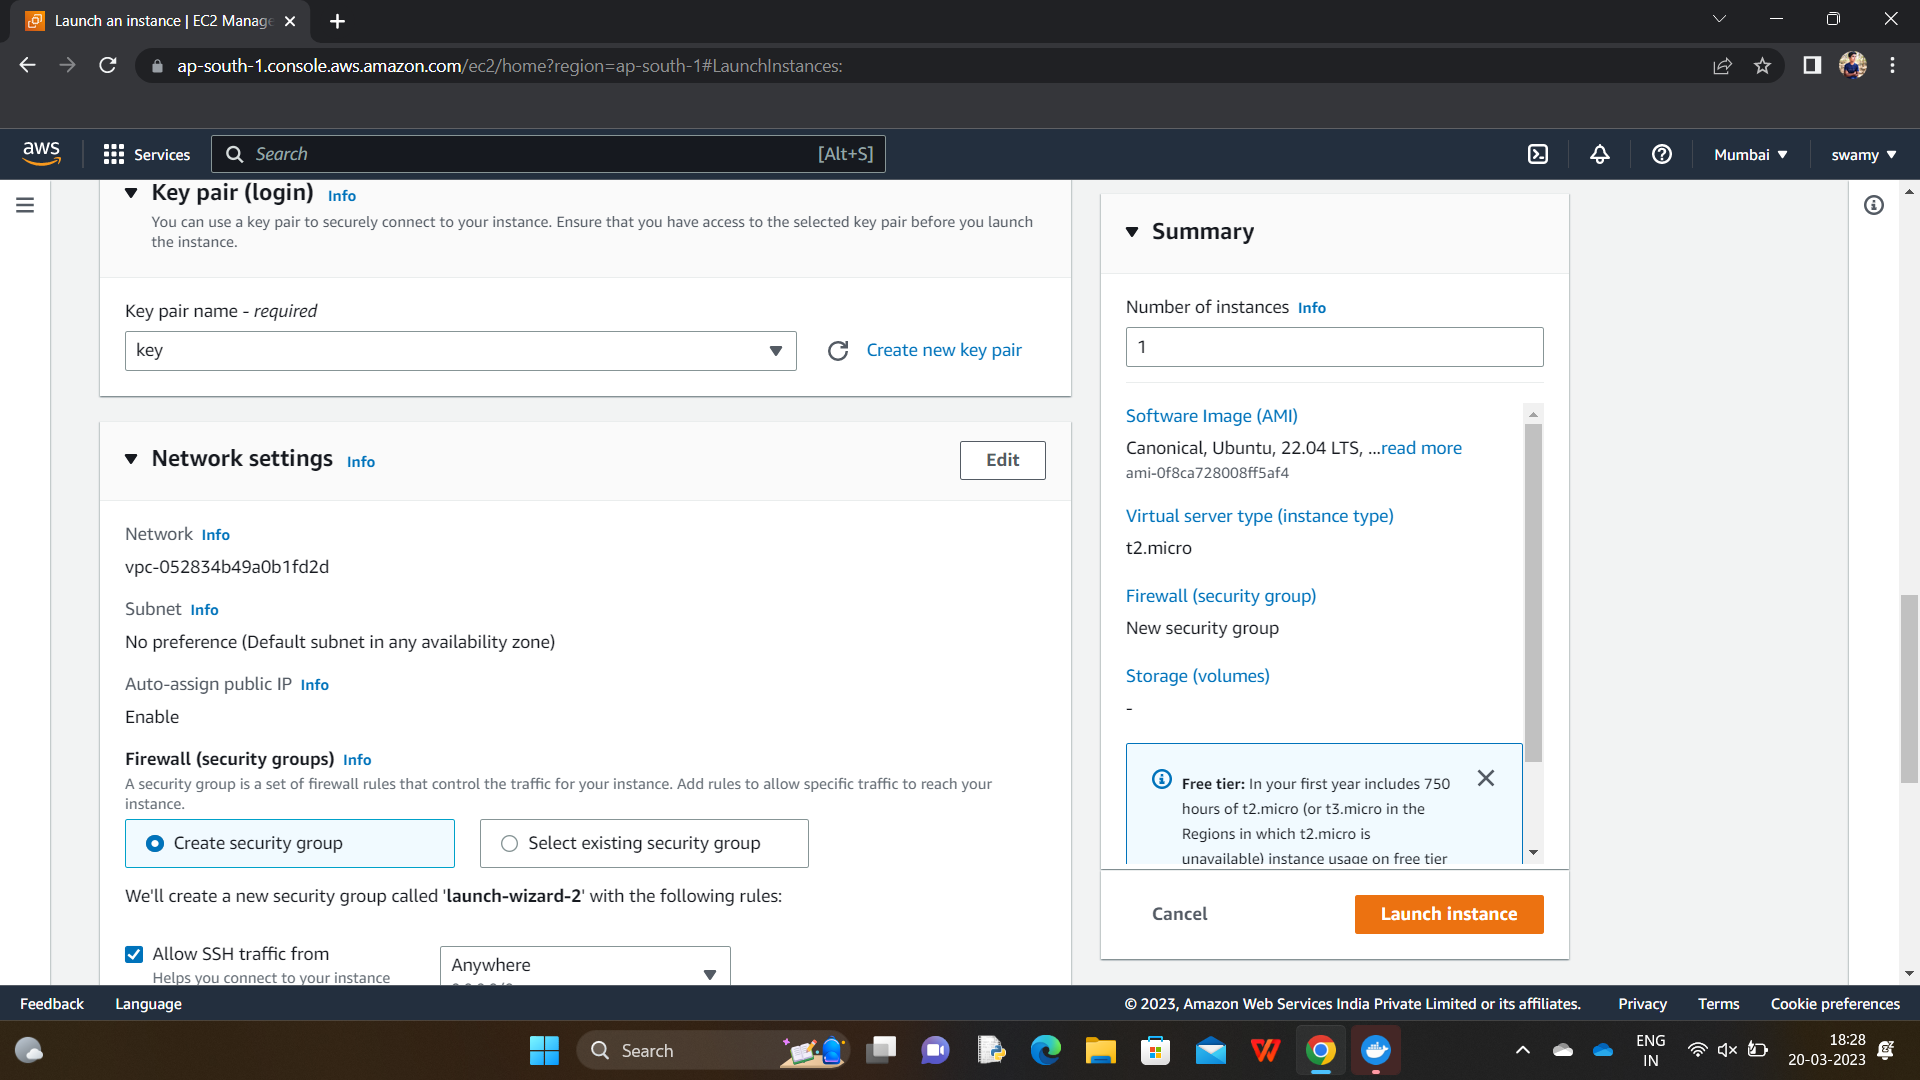 Launch an instance | EC2 Manage
ap-south-1.console.aws.amazon.com/ec2/home?region=ap-south-1#LaunchInstances:
aws
Services
Search
[Alt+S]
Mumbai
swamy
Key pair (login) Info
You can use a key pair to securely connect to your instance. Ensure that you have access to the selected key pair before you launch
the instance.
Key pair name - required
key
Create new key pair
Network settings Info
Edit
Network Info
vpc-052834b49a0b1fd2d
Subnet Info
No preference (Default subnet in any availability zone)
Auto-assign public IP Info
Enable
Firewall (security groups) Info
A security group is a set of firewall rules that control the traffic for your instance. Add rules to allow specific traffic to reach your
instance.
Create security group
Select existing security group
We'll create a new security group called 'launch-wizard-2' with the following rules:
Allow SSH traffic from
Helps you connect to your instance
Anywhere
Summary
Number of instances Info
1
Software Image (AMI)
Canonical, Ubuntu, 22.04 LTS, ...read more
ami-0f8ca728008ff5af4
Virtual server type (instance type)
t2.micro
Firewall (security group)
New security group
Storage (volumes)
-
Free tier: In your first year includes 750
hours of t2.micro (or t3.micro in the
Regions in which t2.micro is
unavailable) instance usage on free tier
Cancel
Launch instance
Feedback
Language
© 2023, Amazon Web Services India Private Limited or its affiliates.
Privacy
Terms
Cookie preferences
Search
ENG
IN
18:28
20-03-2023